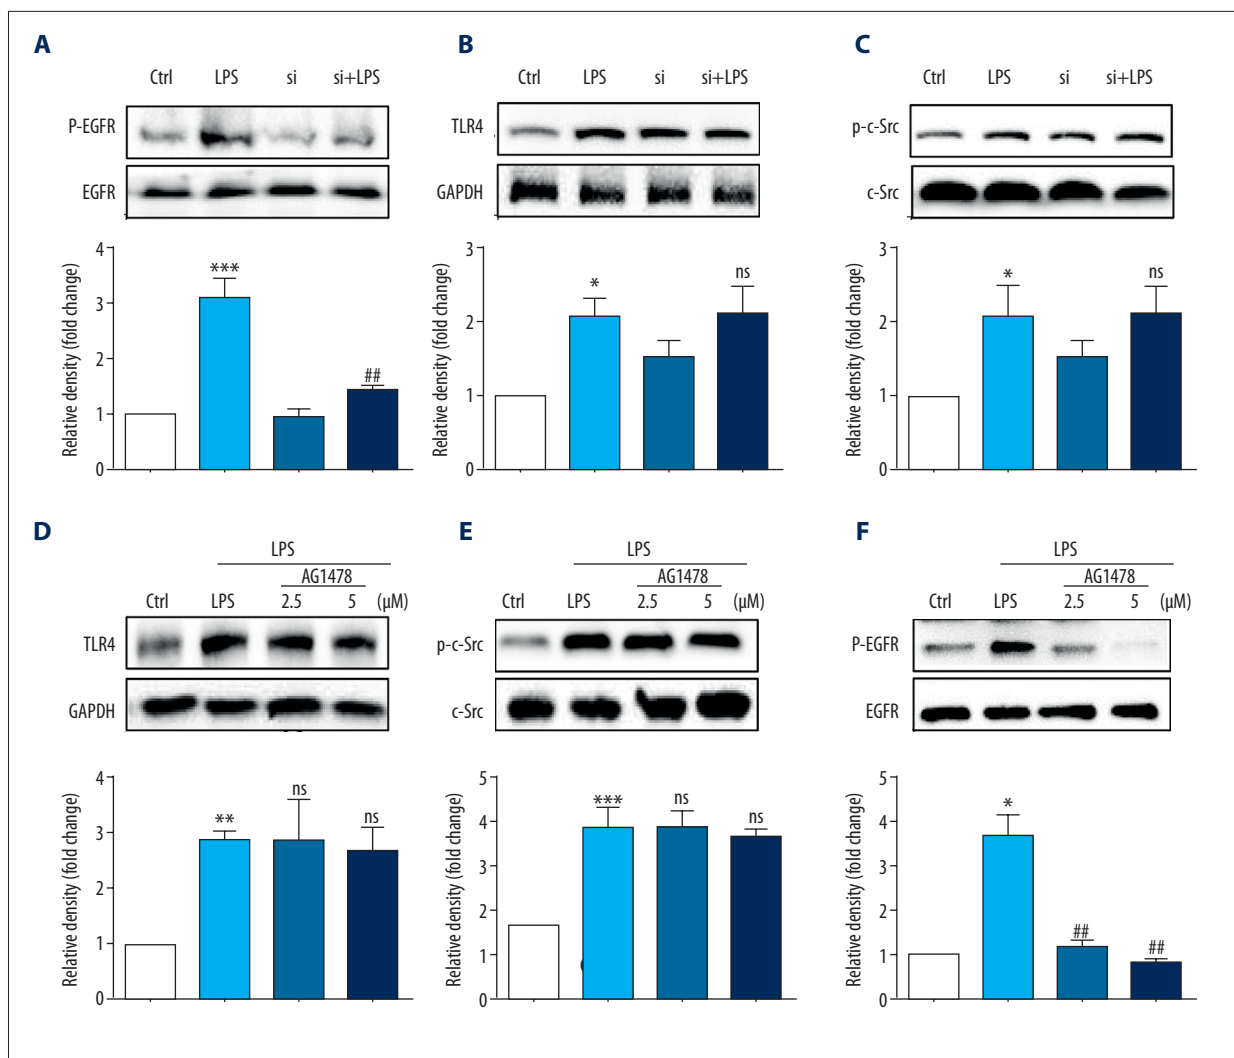 A
Ctrl LPS si si+LPS
P-EGFR
EGFR
Relative density (fold change)
4
3
2
1
0
***
##
B
Ctrl LPS si si+LPS
TLR4
GAPDH
Relative density (fold change)
3
2
1
0
*
ns
C
Ctrl LPS si si+LPS
p-c-Src
c-Src
Relative density (fold change)
3
2
1
0
*
ns
D
LPS
AG1478
Ctrl LPS 2.5 5 (μM)
TLR4
GAPDH
Relative density (fold change)
4
3
2
1
0
**
ns
ns
E
LPS
AG1478
Ctrl LPS 2.5 5 (μM)
p-c-Src
c-Src
Relative density (fold change)
5
4
3
2
1
0
***
ns
ns
F
LPS
AG1478
Ctrl LPS 2.5 5 (μM)
P-EGFR
EGFR
Relative density (fold change)
5
4
3
2
1
0
*
##
##